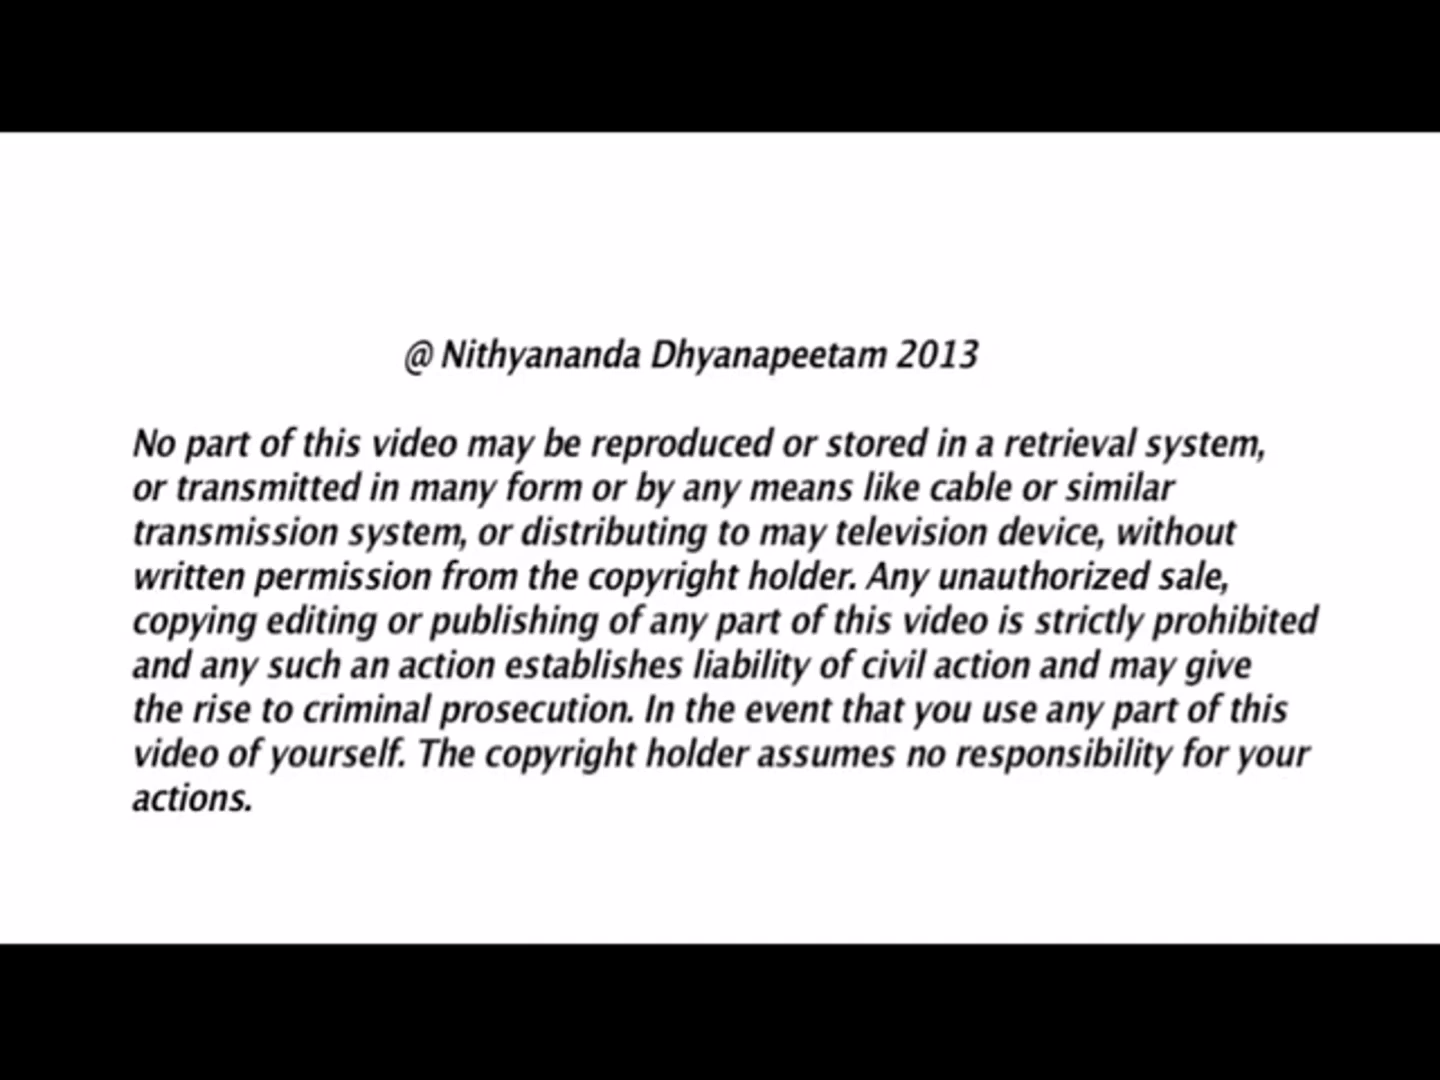 @ Nithyananda Dhyanapeetam 2013
No part of this video may be reproduced or stored in a retrieval system,
or transmitted in many form or by any means like cable or similar
transmission system, or distributing to may television device, without
written permission from the copyright holder. Any unauthorized sale,
copying editing or publishing of any part of this video is strictly prohibited
and any such an action establishes liability of civil action and may give
the rise to criminal prosecution. In the event that you use any part of this
video of yourself. The copyright holder assumes no responsibility for your
actions.